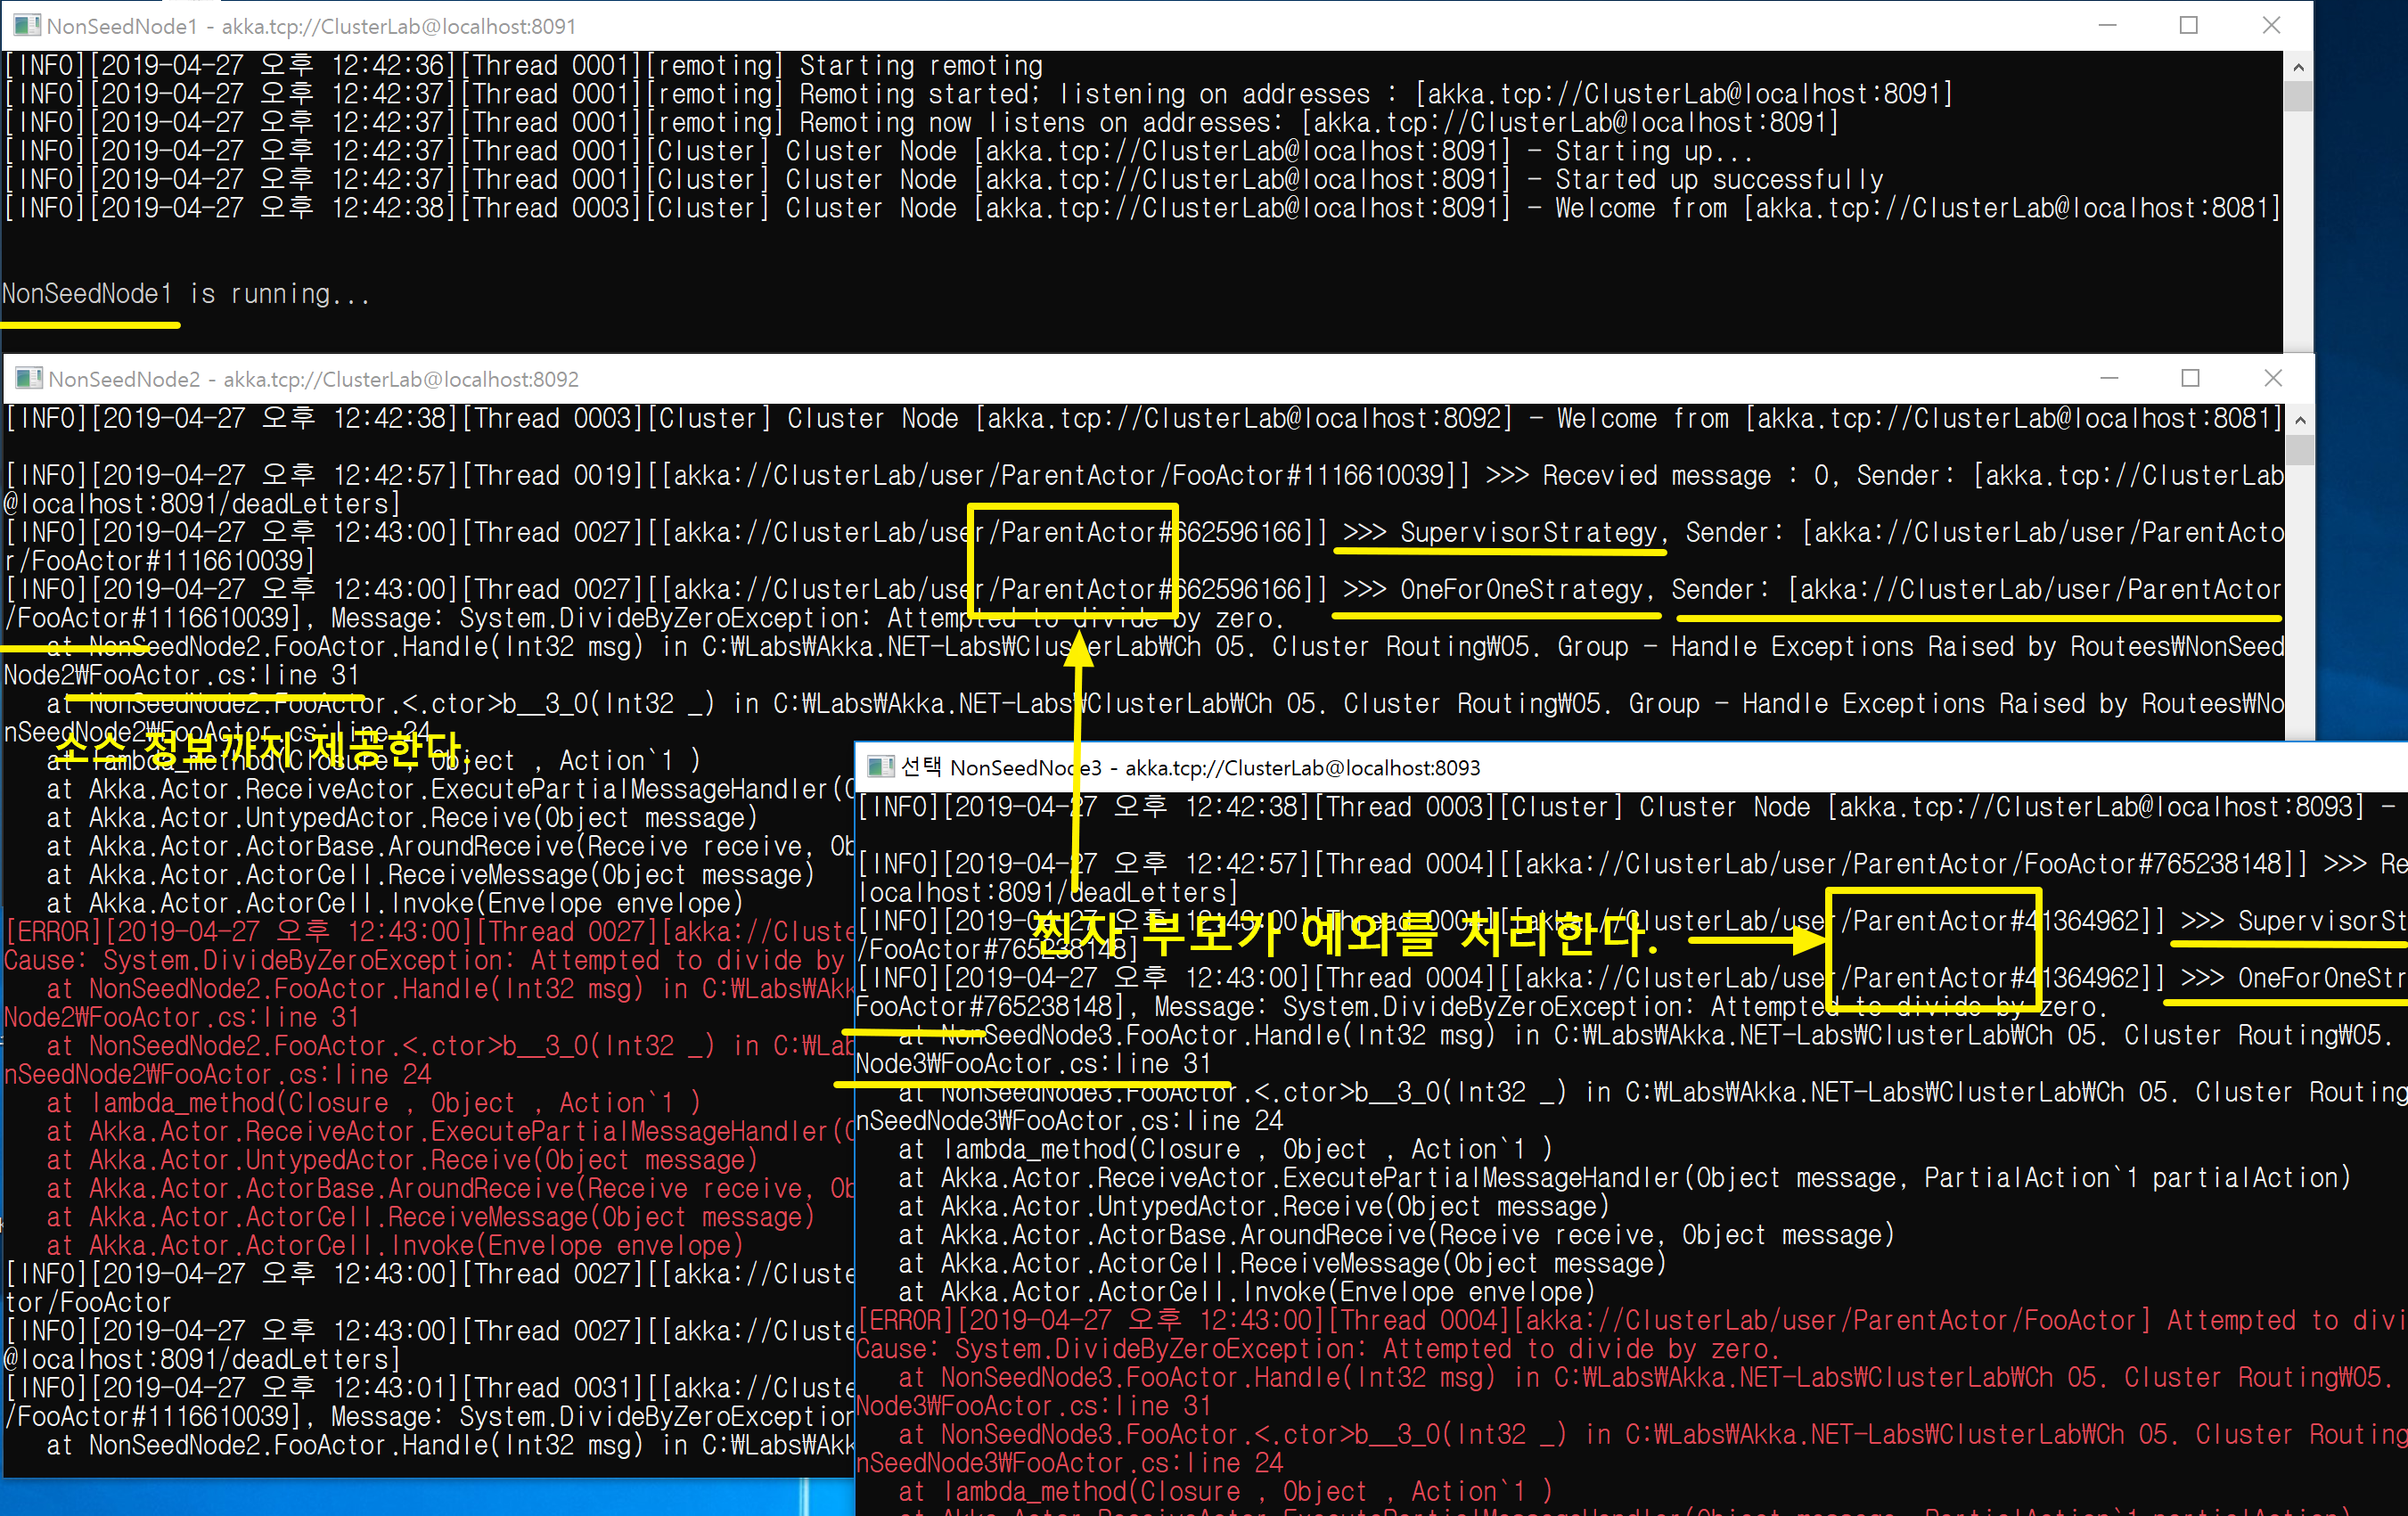 NonSeedNode1 - akka.tcp://ClusterLab@localhost:8091
[INFO][2019-04-27 오후 12:42:36][Thread 0001][remoting] Starting remoting
[INFO][2019-04-27 오후 12:42:37][Thread 0001][remoting] Remoting started; listening on addresses : [akka.tcp://ClusterLab@localhost:8091]
[INFO][2019-04-27 오후 12:42:37][Thread 0001][remoting] Remoting now listens on addresses: [akka.tcp://ClusterLab@localhost:8091]
[INFO][2019-04-27 오후 12:42:37][Thread 0001][Cluster] Cluster Node [akka.tcp://ClusterLab@localhost:8091] - Starting up...
[INFO][2019-04-27 오후 12:42:37][Thread 0001][Cluster] Cluster Node [akka.tcp://ClusterLab@localhost:8091] - Started up successfully
[INFO][2019-04-27 오후 12:42:38][Thread 0003][Cluster] Cluster Node [akka.tcp://ClusterLab@localhost:8091] - Welcome from [akka.tcp://ClusterLab@localhost:8081]
NonSeedNode1 is running...
NonSeedNode2 - akka.tcp://ClusterLab@localhost:8092
[INFO][2019-04-27 오후 12:42:38][Thread 0003][Cluster] Cluster Node [akka.tcp://ClusterLab@localhost:8092] - Welcome from [akka.tcp://ClusterLab@localhost:8081]
[INFO][2019-04-27 오후 12:42:57][Thread 0019][[akka://ClusterLab/user/ParentActor/FooActor#1116610039]] >>> Recevied message : 0, Sender: [akka.tcp://ClusterLab
@localhost:8091/deadLetters]
[INFO][2019-04-27 오후 12:43:00][Thread 0027][[akka://ClusterLab/user/ParentActor#662596166]] >>> SupervisorStrategy, Sender: [akka://ClusterLab/user/ParentActo
r/FooActor#1116610039]
[INFO][2019-04-27 오후 12:43:00][Thread 0027][[akka://ClusterLab/user/ParentActor#662596166]] >>> OneForOneStrategy, Sender: [akka://ClusterLab/user/ParentActor
/FooActor#1116610039], Message: System.DivideByZeroException: Attempted to divide by zero.
at NonSeedNode2.FooActor.Handle(Int32 msg) in C:₩Labs₩Akka.NET-Labs₩ClusterLab₩Ch 05. Cluster Routing₩05. Group - Handle Exceptions Raised by Routees₩NonSeed
Node2₩FooActor.cs:line 31
at NonSeedNode2.FooActor.<.ctor>b__3_0(Int32 _) in C:₩Labs₩Akka.NET-Labs₩ClusterLab₩Ch 05. Cluster Routing₩05. Group - Handle Exceptions Raised by Routees₩No
nSeedNode2₩FooActor.cs:line 24
소스 정보까지 제공한다.
at lambda_method(Closure , Object , Action`1 )
at Akka.Actor.ReceiveActor.ExecutePartialMessageHandler(O
at Akka.Actor.UntypedActor.Receive(Object message)
at Akka.Actor.ActorBase.AroundReceive(Receive receive, Ob
at Akka.Actor.ActorCell.ReceiveMessage(Object message)
at Akka.Actor.ActorCell.Invoke(Envelope envelope)
[ERROR][2019-04-27 오후 12:43:00][Thread 0027][akka://Cluste
Cause: System.DivideByZeroException: Attempted to divide by
at NonSeedNode2.FooActor.Handle(Int32 msg) in C:₩Labs₩Akk
Node2₩FooActor.cs:line 31
at NonSeedNode2.FooActor.<.ctor>b__3_0(Int32 _) in C:₩Lab
nSeedNode2₩FooActor.cs:line 24
at lambda_method(Closure , Object , Action`1 )
at Akka.Actor.ReceiveActor.ExecutePartialMessageHandler(O
at Akka.Actor.UntypedActor.Receive(Object message)
at Akka.Actor.ActorBase.AroundReceive(Receive receive, Ob
at Akka.Actor.ActorCell.ReceiveMessage(Object message)
at Akka.Actor.ActorCell.Invoke(Envelope envelope)
[INFO][2019-04-27 오후 12:43:00][Thread 0027][[akka://Cluste
tor/FooActor
[INFO][2019-04-27 오후 12:43:00][Thread 0027][[akka://Cluste
@localhost:8091/deadLetters]
[INFO][2019-04-27 오후 12:43:01][Thread 0031][[akka://Cluste
/FooActor#1116610039], Message: System.DivideByZeroException
at NonSeedNode2.FooActor.Handle(Int32 msg) in C:₩Labs₩Akk
선택 NonSeedNode3 - akka.tcp://ClusterLab@localhost:8093
[INFO][2019-04-27 오후 12:42:38][Thread 0003][Cluster] Cluster Node [akka.tcp://ClusterLab@localhost:8093] -
[INFO][2019-04-27 오후 12:42:57][Thread 0004][[akka://ClusterLab/user/ParentActor/FooActor#765238148]] >>> Re
localhost:8091/deadLetters]
[INFO][2019-04-27 오후 12:43:00][Thread 0004][[akka://ClusterLab/user/ParentActor#41364962]] >>> SupervisorSt
찐자 부모가 예외를 처리한다.
/FooActor#765238148]
[INFO][2019-04-27 오후 12:43:00][Thread 0004][[akka://ClusterLab/user/ParentActor#41364962]] >>> OneForOneStr
FooActor#765238148], Message: System.DivideByZeroException: Attempted to divide by zero.
at NonSeedNode3.FooActor.Handle(Int32 msg) in C:₩Labs₩Akka.NET-Labs₩ClusterLab₩Ch 05. Cluster Routing₩05.
Node3₩FooActor.cs:line 31
at NonSeedNode3.FooActor.<.ctor>b__3_0(Int32 _) in C:₩Labs₩Akka.NET-Labs₩ClusterLab₩Ch 05. Cluster Routing
nSeedNode3₩FooActor.cs:line 24
at lambda_method(Closure , Object , Action`1 )
at Akka.Actor.ReceiveActor.ExecutePartialMessageHandler(Object message, PartialAction`1 partialAction)
at Akka.Actor.UntypedActor.Receive(Object message)
at Akka.Actor.ActorBase.AroundReceive(Receive receive, Object message)
at Akka.Actor.ActorCell.ReceiveMessage(Object message)
at Akka.Actor.ActorCell.Invoke(Envelope envelope)
[ERROR][2019-04-27 오후 12:43:00][Thread 0004][akka://ClusterLab/user/ParentActor/FooActor] Attempted to divi
Cause: System.DivideByZeroException: Attempted to divide by zero.
at NonSeedNode3.FooActor.Handle(Int32 msg) in C:₩Labs₩Akka.NET-Labs₩ClusterLab₩Ch 05. Cluster Routing₩05.
Node3₩FooActor.cs:line 31
at NonSeedNode3.FooActor.<.ctor>b__3_0(Int32 _) in C:₩Labs₩Akka.NET-Labs₩ClusterLab₩Ch 05. Cluster Routing
nSeedNode3₩FooActor.cs:line 24
at lambda_method(Closure , Object , Action`1 )
at Akka.Actor.ReceiveActor.ExecutePartialMessageHandler(Object message, PartialAction`1 partialAction)